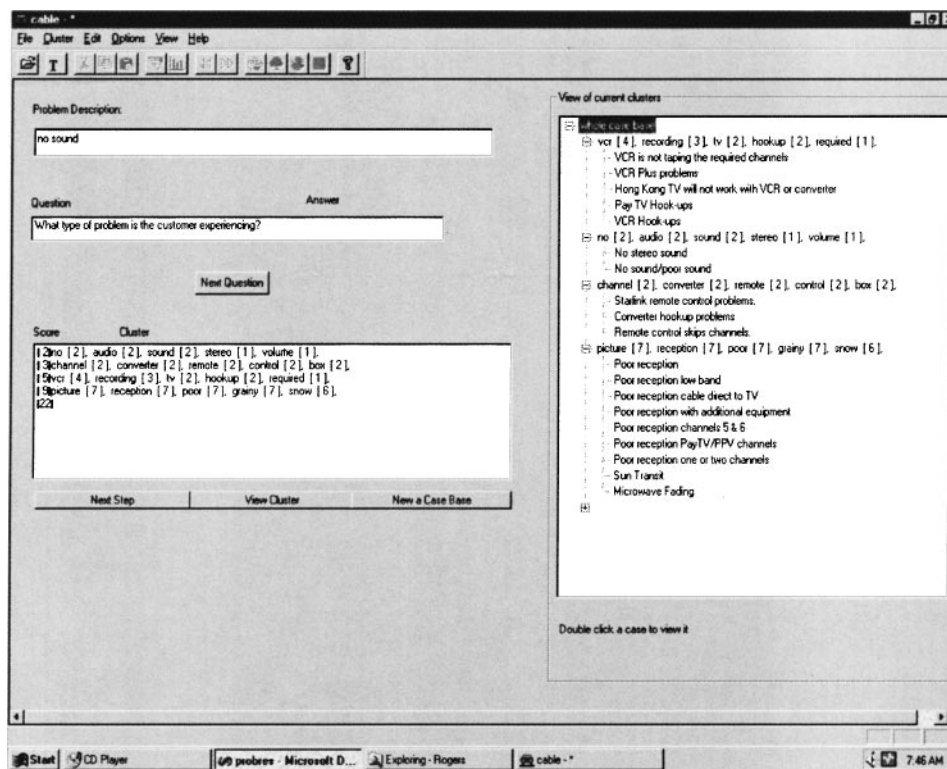 cable - *
File Cluster Edit Options View Help
T ?
Problem Description:
no sound
Question Answer
What type of problem is the customer experiencing?
Next Question
Score Cluster
| 2|no [2], audio [2], sound [2], stereo [1], volume [1],
| 3|channel [2], converter [2], remote [2], control [2], box [2],
| 5|vcr [4], recording [3], tv [2], hookup [2], required [1],
| 9|picture [7], reception [7], poor [7], grainy [7], snow [6],
|22|
Next Step View Cluster New a Case Base
View of current clusters
whole case base
vcr [4], recording [3], tv [2], hookup [2], required [1],
VCR is not taping the required channels
VCR Plus problems
Hong Kong TV will not work with VCR or converter
Pay TV Hook-ups
VCR Hook-ups
no [2], audio [2], sound [2], stereo [1], volume [1],
No stereo sound
No sound/poor sound
channel [2], converter [2], remote [2], control [2], box [2],
Starlink remote control problems.
Converter hookup problems
Remote control skips channels.
picture [7], reception [7], poor [7], grainy [7], snow [6],
Poor reception
Poor reception low band
Poor reception cable direct to TV
Poor reception with additional equipment
Poor reception channels 5 & 6
Poor reception PayTV/PPV channels
Poor reception one or two channels
Sun Transit
Microwave Fading
Double click a case to view it
Start CD Player probres - Microsoft D... Exploring - Rogers cable - * 7:46 AM